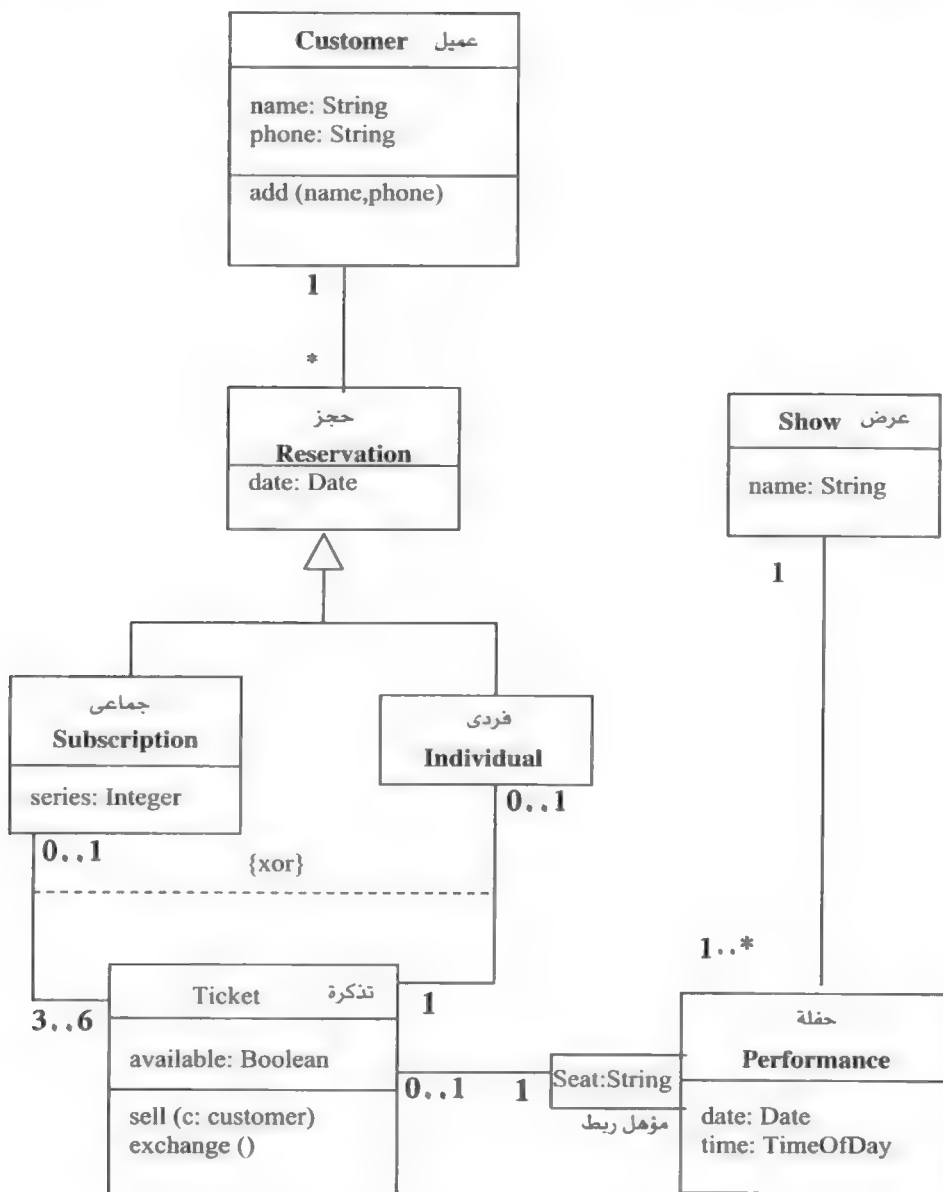 Customer عميل
name: String
phone: String
add (name,phone)
1
*
حجز
Reservation
date: Date
Show عرض
name: String
1
جماعى
Subscription
series: Integer
فردى
Individual
0..1
0..1
{xor}
1..*
Ticket تذكرة
available: Boolean
sell (c: customer)
exchange ()
3..6
1
0..1
1
Seat:String
مؤهل ربط
حفلة
Performance
date: Date
time: TimeOfDay